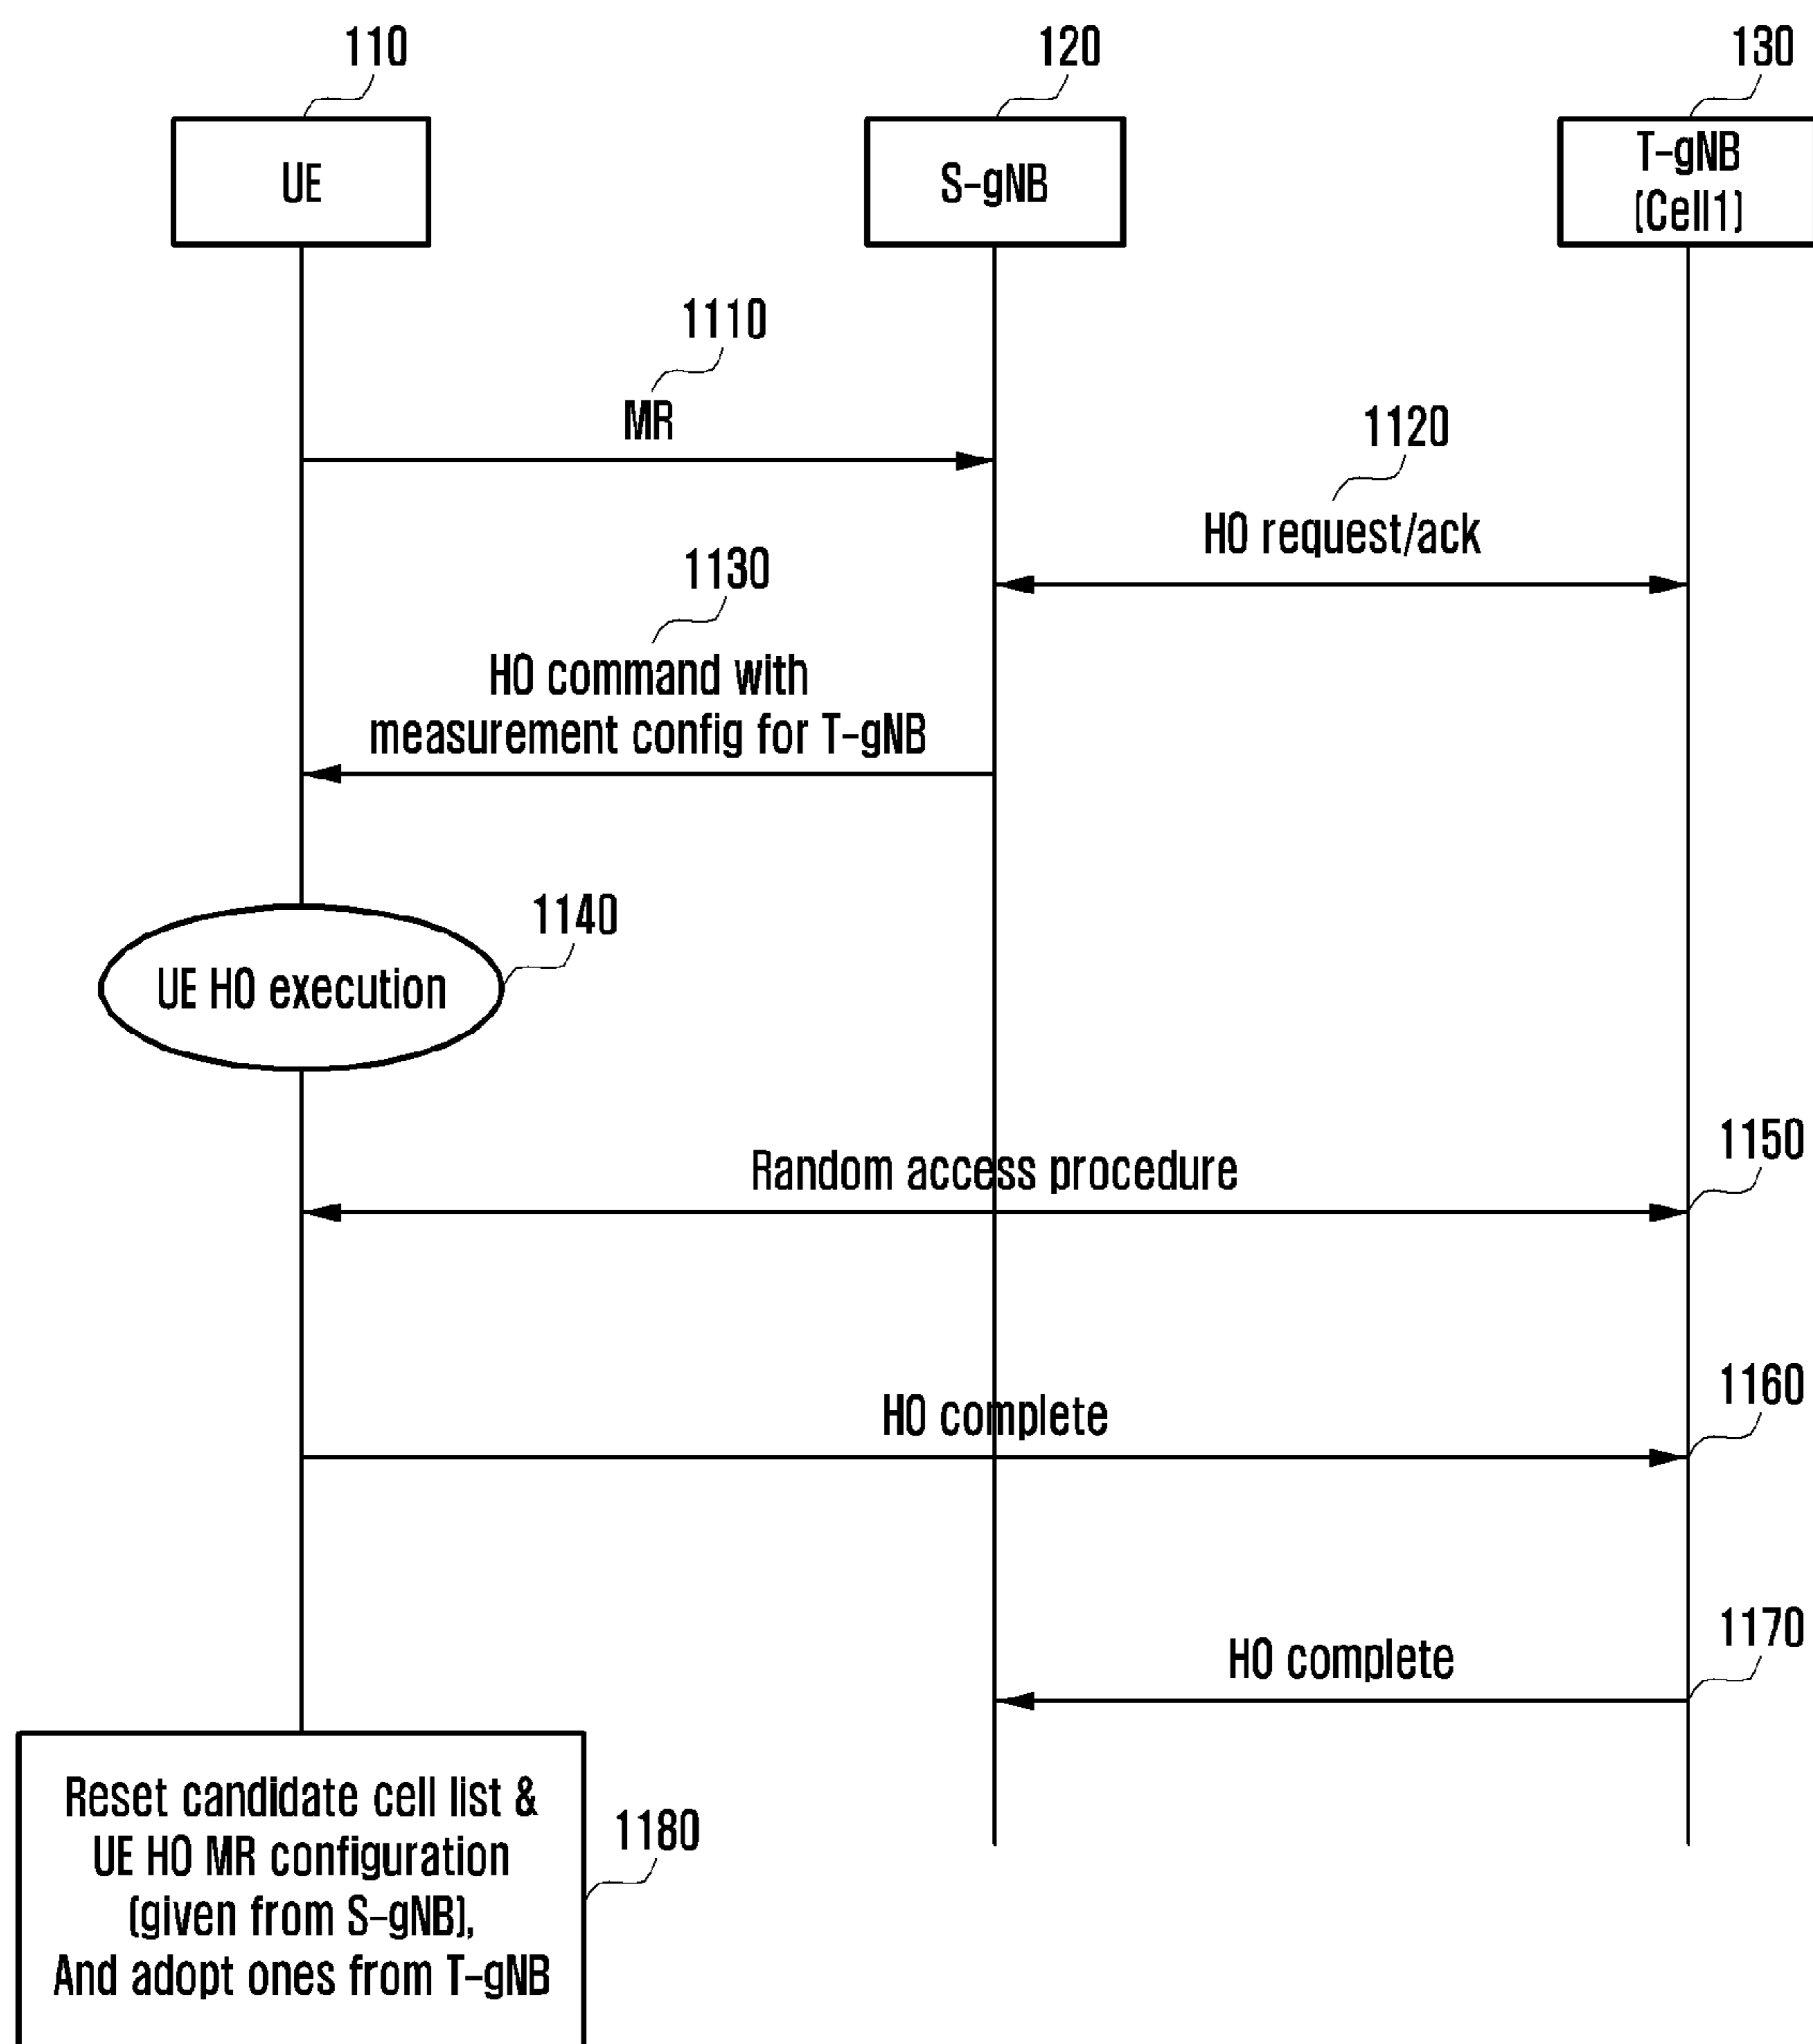 110
120
130
UE
S-gNB
T-gNB
(Cell1)
1110
MR
1120
HO request/ack
1130
HO command with
measurement config for T-gNB
1140
UE HO execution
1150
Random access procedure
1160
HO complete
1170
HO complete
1180
Reset candidate cell list &
UE HO MR configuration
(given from S-gNB),
And adopt ones from T-gNB